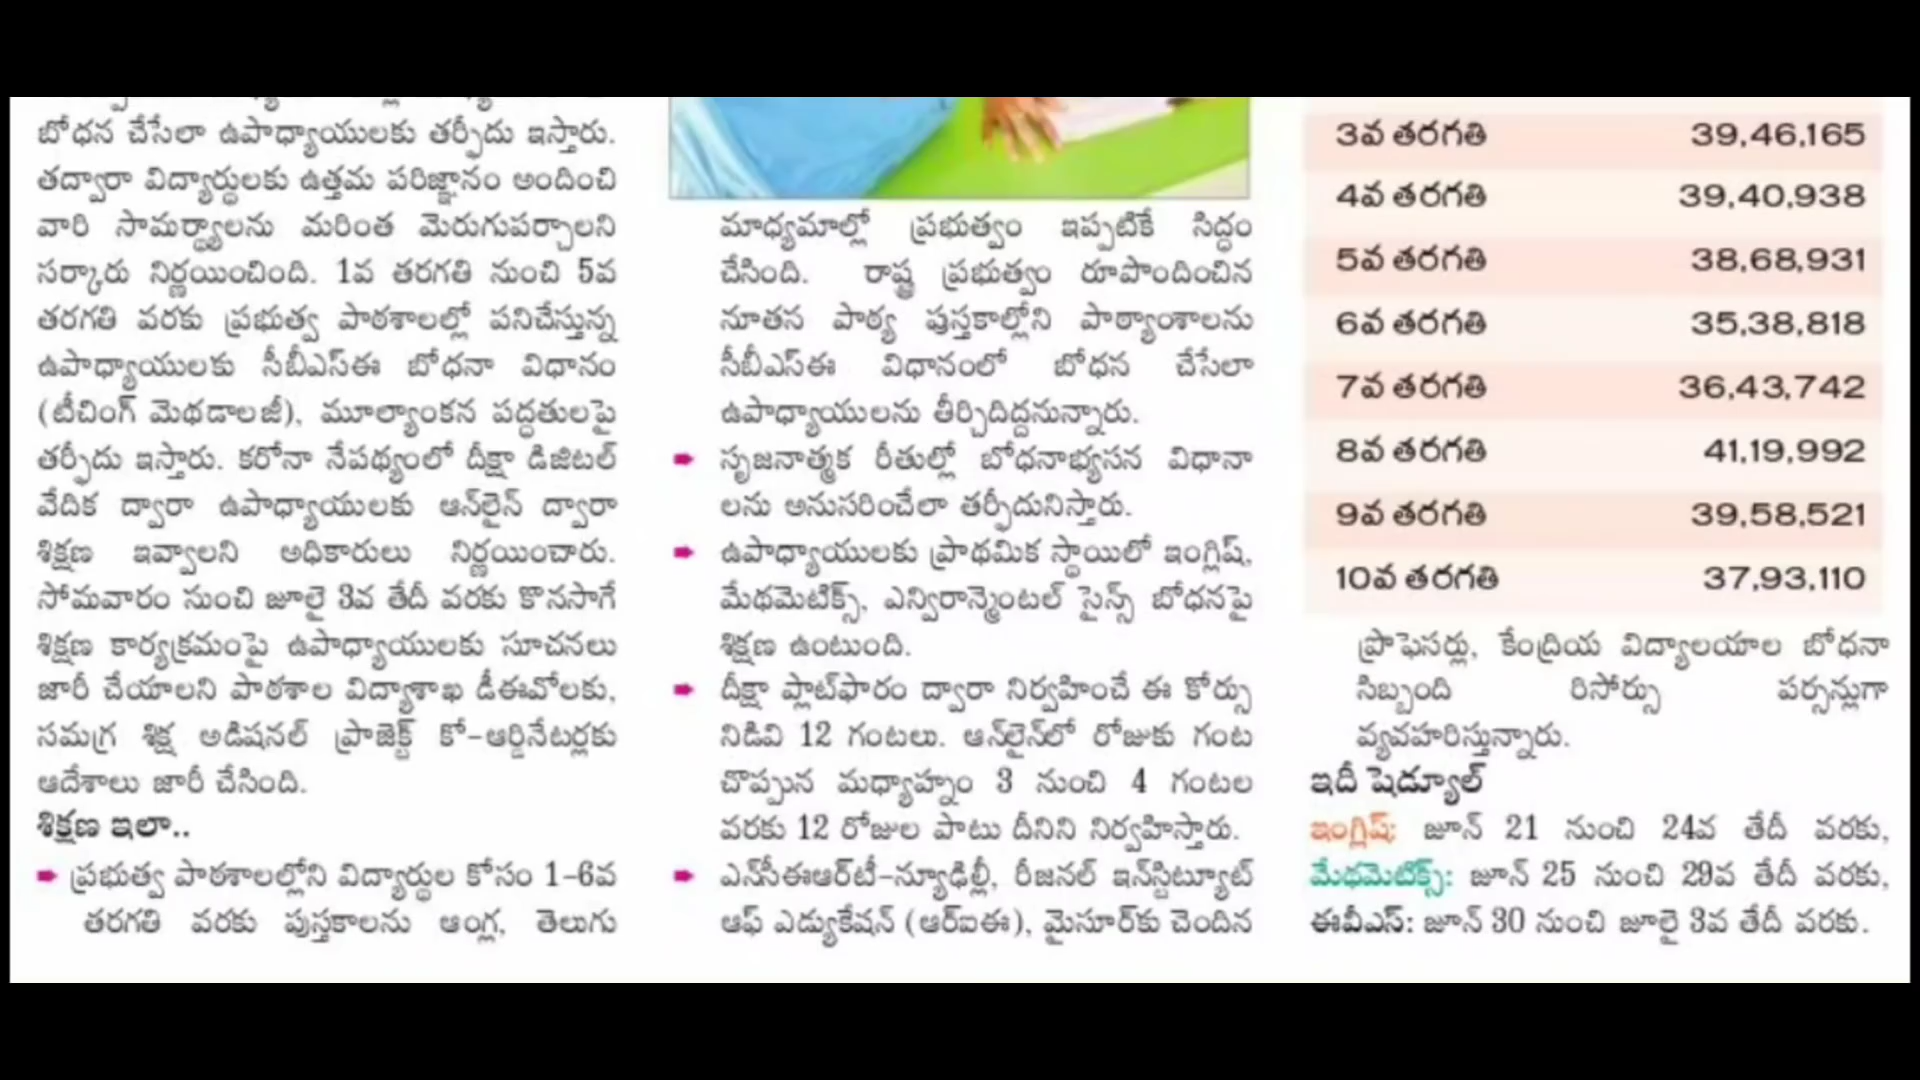 బోధన చేసేలా ఉపాధ్యాయులకు తర్ఫీదు ఇస్తారు.
తద్వారా విద్యార్థులకు ఉత్తమ పరిజ్ఞానం అందించి
వారి సామర్థ్యాలను మరింత మెరుగుపర్చాలని
సర్కారు నిర్ణయించింది. 1వ తరగతి నుంచి 5వ
తరగతి వరకు ప్రభుత్వ పాఠశాలల్లో పనిచేస్తున్న
ఉపాధ్యాయులకు సీబీఎస్ఈ బోధనా విధానం
(టీచింగ్ మెథడాలజీ), మూల్యాంకన పద్ధతులపై
తర్ఫీదు ఇస్తారు. కరోనా నేపథ్యంలో దీక్షా డిజిటల్
వేదిక ద్వారా ఉపాధ్యాయులకు ఆన్‌లైన్ ద్వారా
శిక్షణ ఇవ్వాలని అధికారులు నిర్ణయించారు.
సోమవారం నుంచి జూలై 3వ తేదీ వరకు కొనసాగే
శిక్షణ కార్యక్రమంపై ఉపాధ్యాయులకు సూచనలు
జారీ చేయాలని పాఠశాల విద్యాశాఖ డీఈవోలకు,
సమగ్ర శిక్ష అడిషనల్ ప్రాజెక్ట్ కో-ఆర్డినేటర్లకు
ఆదేశాలు జారీ చేసింది.
శిక్షణ ఇలా..
➡ ప్రభుత్వ పాఠశాలల్లోని విద్యార్థుల కోసం 1-6వ
తరగతి వరకు పుస్తకాలను ఆంగ్ల, తెలుగు
మాధ్యమాల్లో ప్రభుత్వం ఇప్పటికే సిద్ధం
చేసింది. రాష్ట్ర ప్రభుత్వం రూపొందించిన
నూతన పాఠ్య పుస్తకాల్లోని పాఠ్యాంశాలను
సీబీఎస్ఈ విధానంలో బోధన చేసేలా
ఉపాధ్యాయులను తీర్చిదిద్దనున్నారు.
➡ సృజనాత్మక రీతుల్లో బోధనాభ్యసన విధానా
లను అనుసరించేలా తర్ఫీదునిస్తారు.
➡ ఉపాధ్యాయులకు ప్రాథమిక స్థాయిలో ఇంగ్లిష్,
మేథమెటిక్స్, ఎన్విరాన్మెంటల్ సైన్స్ బోధనపై
శిక్షణ ఉంటుంది.
➡ దీక్షా ప్లాట్‌ఫారం ద్వారా నిర్వహించే ఈ కోర్సు
నిడివి 12 గంటలు. ఆన్‌లైన్‌లో రోజుకు గంట
చొప్పున మధ్యాహ్నం 3 నుంచి 4 గంటల
వరకు 12 రోజుల పాటు దీనిని నిర్వహిస్తారు.
➡ ఎన్‌సీఈఆర్‌టీ-న్యూఢిల్లీ, రీజనల్ ఇన్‌స్టిట్యూట్
ఆఫ్ ఎడ్యుకేషన్ (ఆర్ఐఈ), మైసూర్‌కు చెందిన
3వ తరగతి 39,46,165
4వ తరగతి 39,40,938
5వ తరగతి 38,68,931
6వ తరగతి 35,38,818
7వ తరగతి 36,43,742
8వ తరగతి 41,19,992
9వ తరగతి 39,58,521
10వ తరగతి 37,93,110
ప్రొఫెసర్లు, కేంద్రియ విద్యాలయాల బోధనా
సిబ్బంది రిసోర్సు పర్సన్లుగా
వ్యవహరిస్తున్నారు.
ఇదీ షెడ్యూల్
ఇంగ్లిష్: జూన్ 21 నుంచి 24వ తేదీ వరకు,
మేథమెటిక్స్: జూన్ 25 నుంచి 29వ తేదీ వరకు,
ఈవీఎస్: జూన్ 30 నుంచి జూలై 3వ తేదీ వరకు.